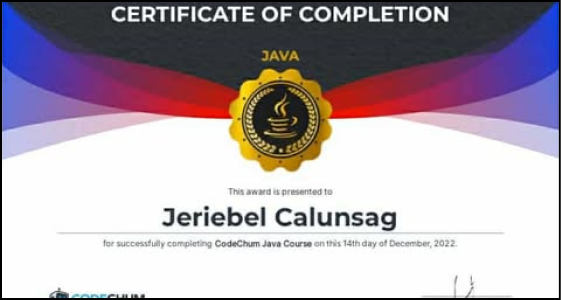 CERTIFICATE OF COMPLETION
JAVA
This award is presented to
Jeriebel Calunsag
for successfully completing CodeChum Java Course on this 14th day of December, 2022.
CODECHUM